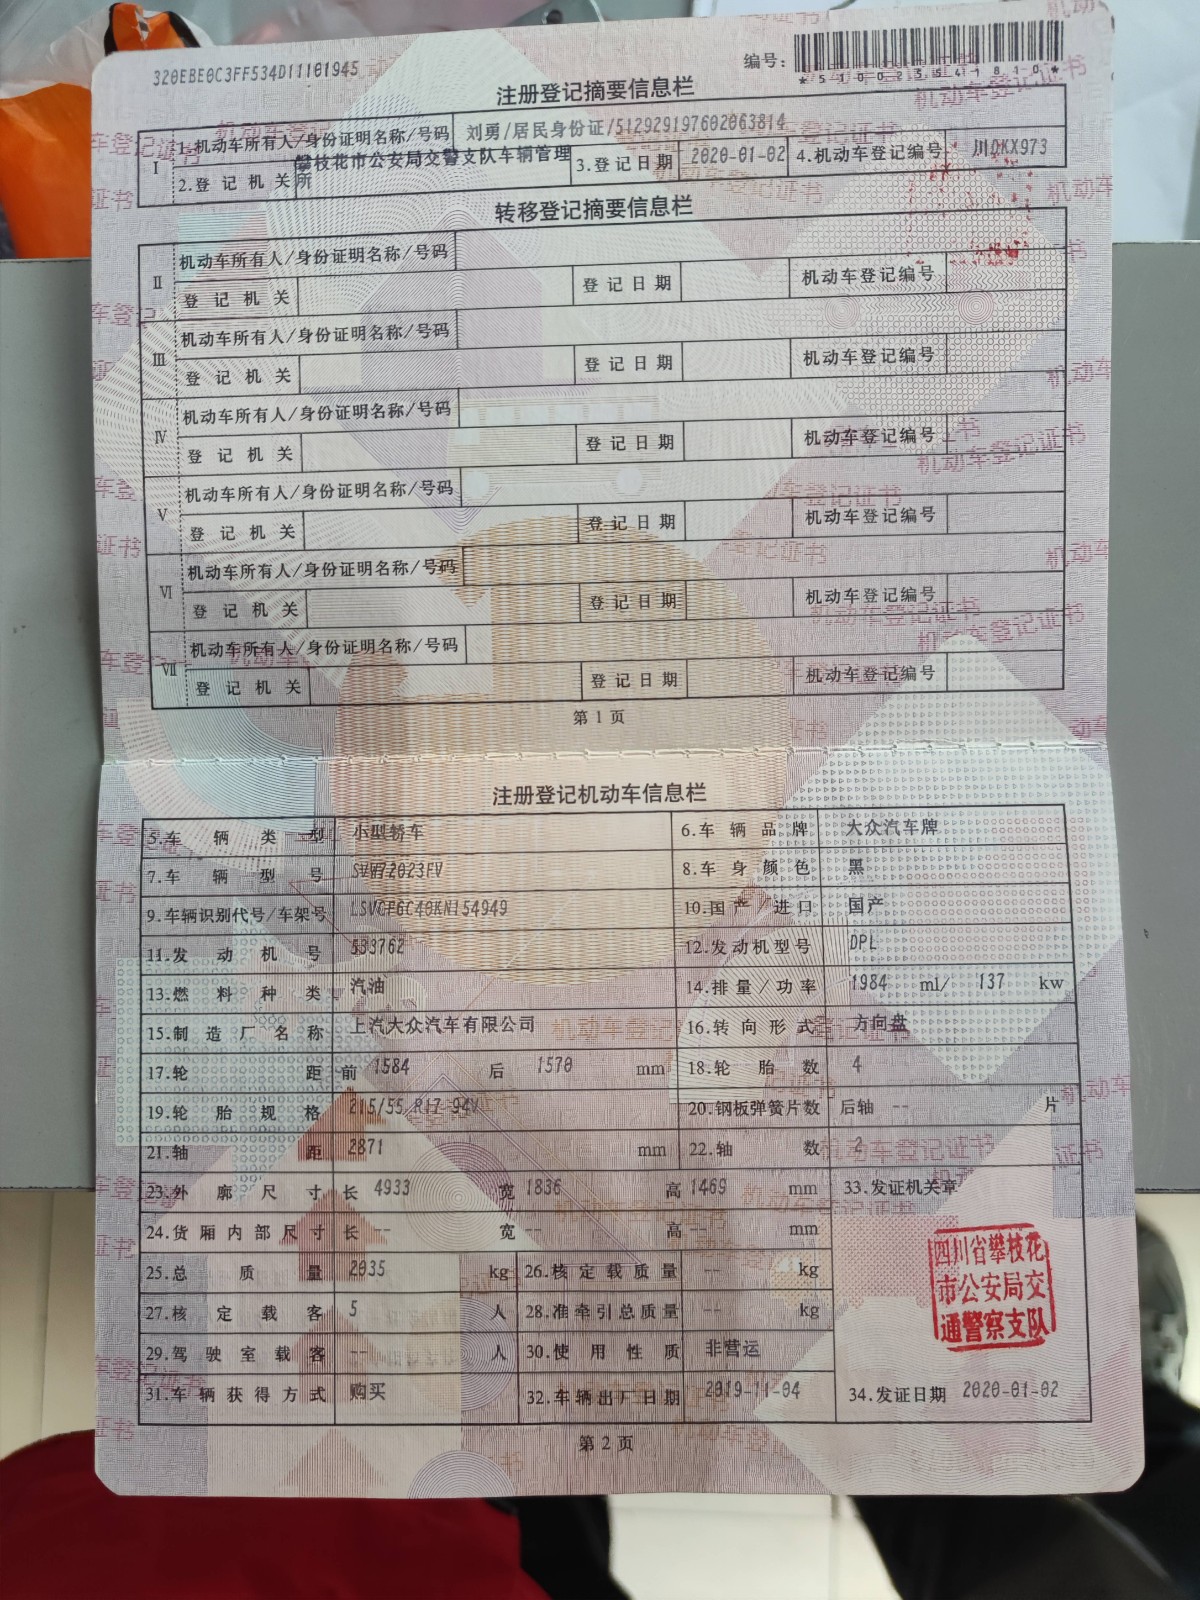 320EBE0C3FF534D11101945
编号：
*510023541810*
注册登记摘要信息栏
Ⅰ 1.机动车所有人/身份证明名称/号码 刘勇/居民身份证/512929197602063814
2.登记机关 攀枝花市公安局交警支队车辆管理所 3.登记日期 2020-01-02 4.机动车登记编号 川DKX973
转移登记摘要信息栏
Ⅱ 机动车所有人/身份证明名称/号码
登记机关 登记日期 机动车登记编号
Ⅲ 机动车所有人/身份证明名称/号码
登记机关 登记日期 机动车登记编号
Ⅳ 机动车所有人/身份证明名称/号码
登记机关 登记日期 机动车登记编号
Ⅴ 机动车所有人/身份证明名称/号码
登记机关 登记日期 机动车登记编号
Ⅵ 机动车所有人/身份证明名称/号码
登记机关 登记日期 机动车登记编号
Ⅶ 机动车所有人/身份证明名称/号码
登记机关 登记日期 机动车登记编号
第 1 页
注册登记机动车信息栏
5.车辆类型 小型轿车 6.车辆品牌 大众汽车牌
7.车辆型号 SVW72023FV 8.车身颜色 黑
9.车辆识别代号/车架号 LSVCF6C40KN154949 10.国产/进口 国产
11.发动机号 533762 12.发动机型号 DPL
13.燃料种类 汽油 14.排量/功率 1984 ml/ 137 kw
15.制造厂名称 上汽大众汽车有限公司 16.转向形式 方向盘
17.轮距 前 1584 后 1570 mm 18.轮胎数 4
19.轮胎规格 215/55 R17 94V 20.钢板弹簧片数 后轴 -- 片
21.轴距 2871 mm 22.轴数 2
23.外廓尺寸 长 4933 宽 1836 高 1469 mm 33.发证机关章
24.货厢内部尺寸 长 -- 宽 -- 高 -- mm
25.总质量 2035 kg 26.核定载质量 -- kg
27.核定载客 5 人 28.准牵引总质量 -- kg
29.驾驶室载客 -- 人 30.使用性质 非营运
31.车辆获得方式 购买 32.车辆出厂日期 2019-11-04 34.发证日期 2020-01-02
四川省攀枝花
市公安局交
通警察支队
第 2 页